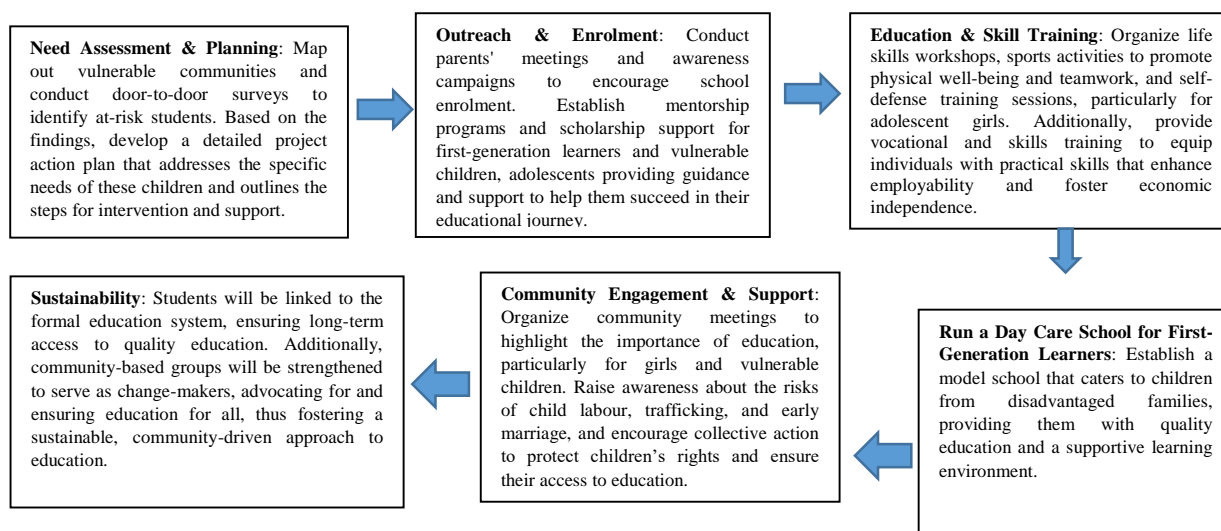 Need Assessment & Planning: Map
out vulnerable communities and
conduct door-to-door surveys to
identify at-risk students. Based on the
findings, develop a detailed project
action plan that addresses the specific
needs of these children and outlines the
steps for intervention and support.
Outreach & Enrolment: Conduct
parents' meetings and awareness
campaigns to encourage school
enrolment. Establish mentorship
programs and scholarship support for
first-generation learners and vulnerable
children, adolescents providing guidance
and support to help them succeed in their
educational journey.
Education & Skill Training: Organize life
skills workshops, sports activities to promote
physical well-being and teamwork, and self-
defense training sessions, particularly for
adolescent girls. Additionally, provide
vocational and skills training to equip
individuals with practical skills that enhance
employability and foster economic
independence.
Run a Day Care School for First-
Generation Learners: Establish a
model school that caters to children
from disadvantaged families,
providing them with quality
education and a supportive learning
environment.
Community Engagement & Support:
Organize community meetings to
highlight the importance of education,
particularly for girls and vulnerable
children. Raise awareness about the risks
of child labour, trafficking, and early
marriage, and encourage collective action
to protect children's rights and ensure
their access to education.
Sustainability: Students will be linked to the
formal education system, ensuring long-term
access to quality education. Additionally,
community-based groups will be strengthened
to serve as change-makers, advocating for and
ensuring education for all, thus fostering a
sustainable, community-driven approach to
education.